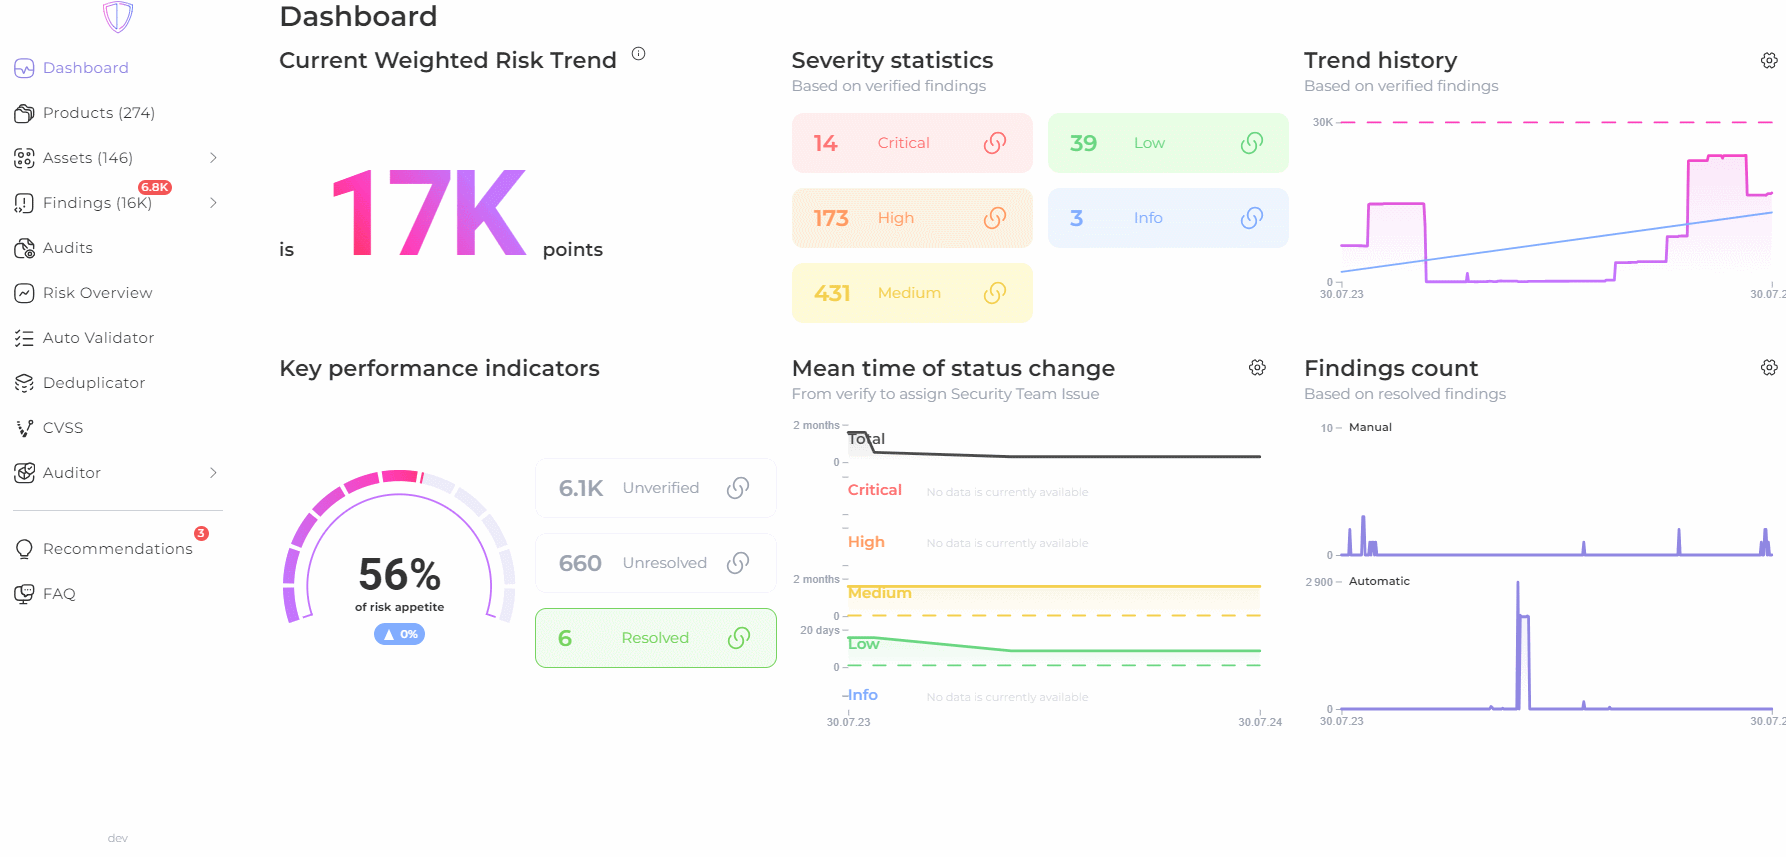 Dashboard
Products (274)
Assets (146)
6.8K
Findings (16K)
Audits
Risk Overview
Auto Validator
Deduplicator
CVSS
Auditor
3
Recommendations
FAQ
dev
Dashboard
Current Weighted Risk Trend
is 17K points
Severity statistics
Based on verified findings
14 Critical
39 Low
173 High
3 Info
431 Medium
Trend history
Based on verified findings
30K
0
30.07.23 30.07.2
Key performance indicators
56%
of risk appetite
▲ 0%
6.1K Unverified
660 Unresolved
6 Resolved
Mean time of status change
From verify to assign Security Team Issue
2 months
Total
0
Critical No data is currently available
High No data is currently available
2 months
Medium
0
20 days
Low
0
Info No data is currently available
30.07.23 30.07.24
Findings count
Based on resolved findings
10 Manual
0
2 900 Automatic
0
30.07.23 30.07.2